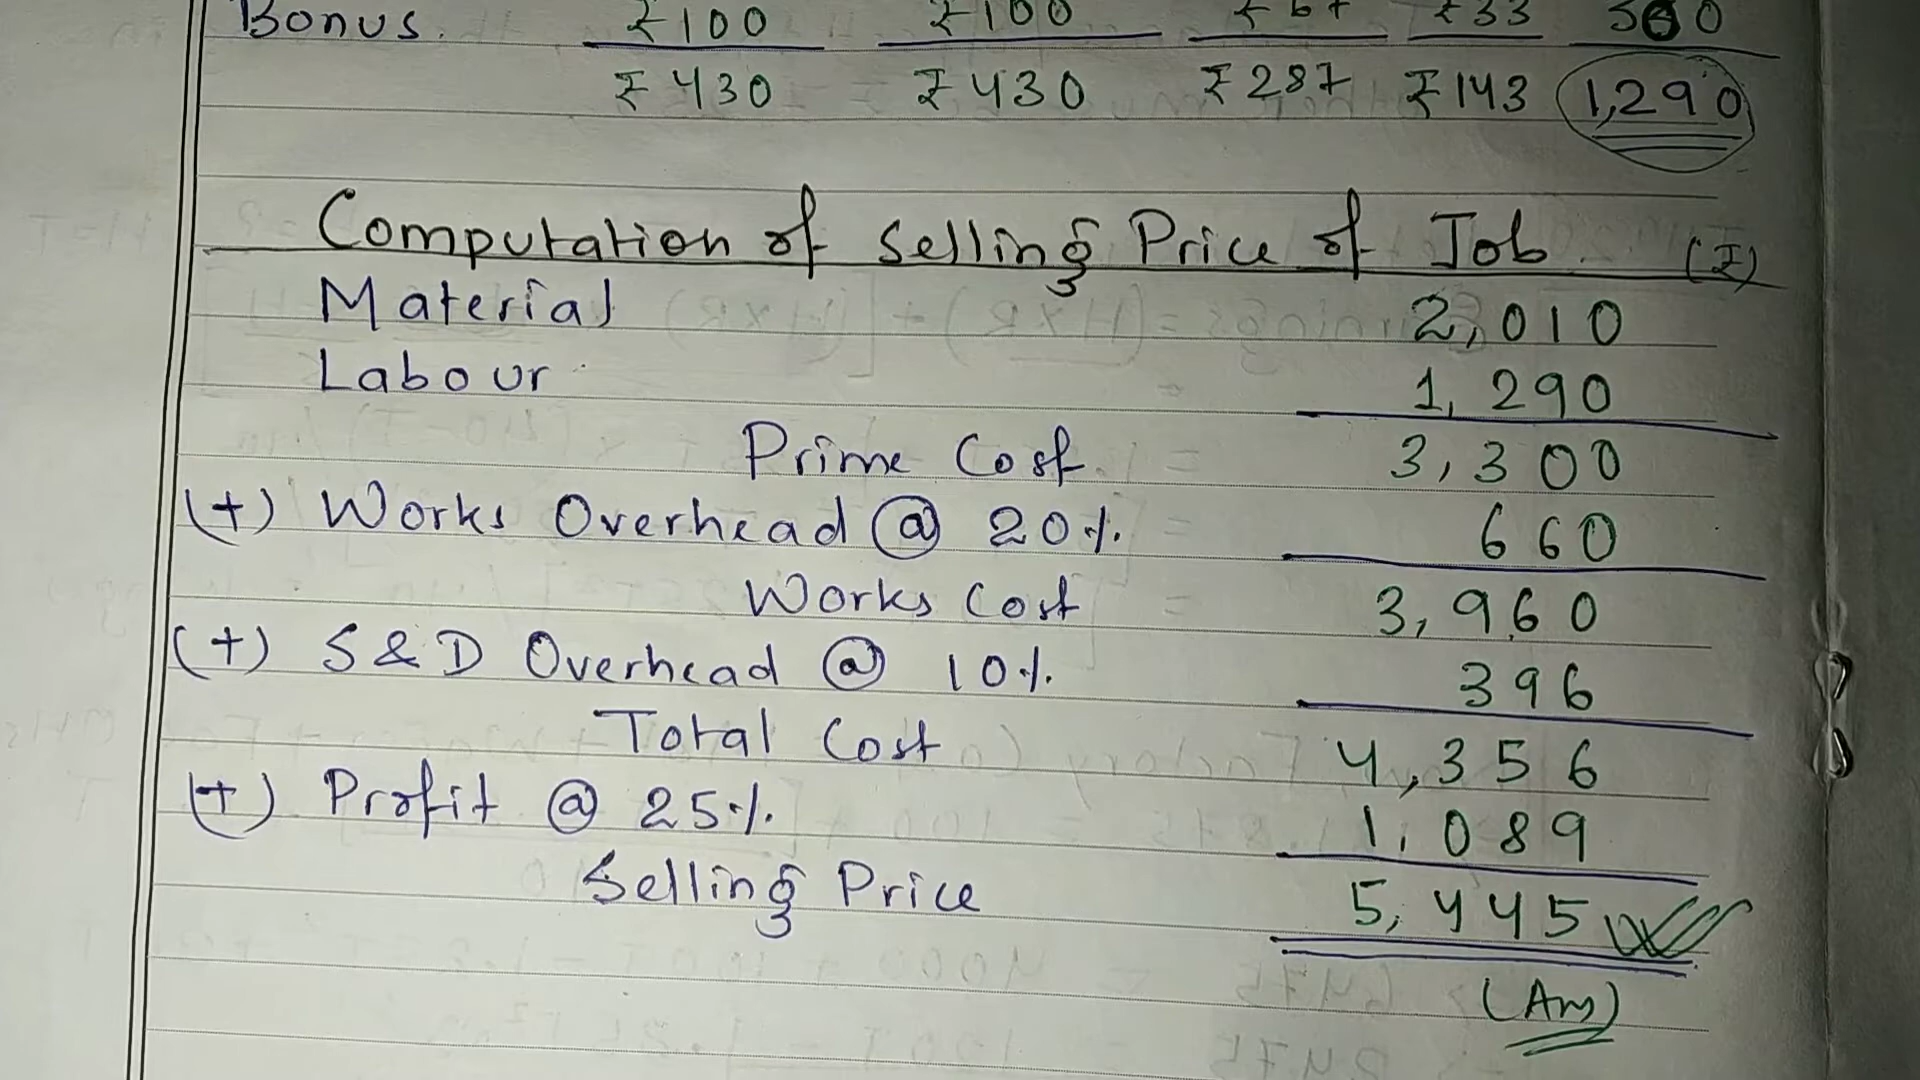 Bonus. ₹100 ₹100 ₹67 ₹33 300
₹430 ₹430 ₹287 ₹143 1,290
Computation of Selling Price of Job (₹)
Material 2,010
Labour 1,290
Prime Cost 3,300
(+) Works Overhead @ 20% 660
Works Cost 3,960
(+) S & D Overhead @ 10% 396
Total Cost 4,356
(+) Profit @ 25% 1,089
Selling Price 5,445
(Ans)